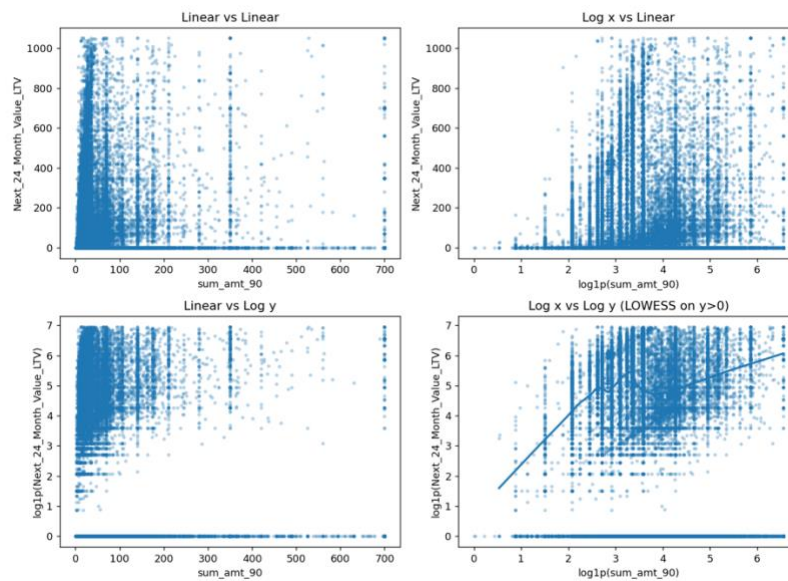 Linear vs Linear
Log x vs Linear
1000
800
600
400
200
0
Next_24_Month_Value_LTV
0 100 200 300 400 500 600 700
sum_amt_90
1000
800
600
400
200
0
Next_24_Month_Value_LTV
0 1 2 3 4 5 6
log1p(sum_amt_90)
Linear vs Log y
Log x vs Log y (LOWESS on y>0)
7
6
5
4
3
2
1
0
log1p(Next_24_Month_Value_LTV)
0 100 200 300 400 500 600 700
sum_amt_90
7
6
5
4
3
2
1
0
log1p(Next_24_Month_Value_LTV)
0 1 2 3 4 5 6
log1p(sum_amt_90)